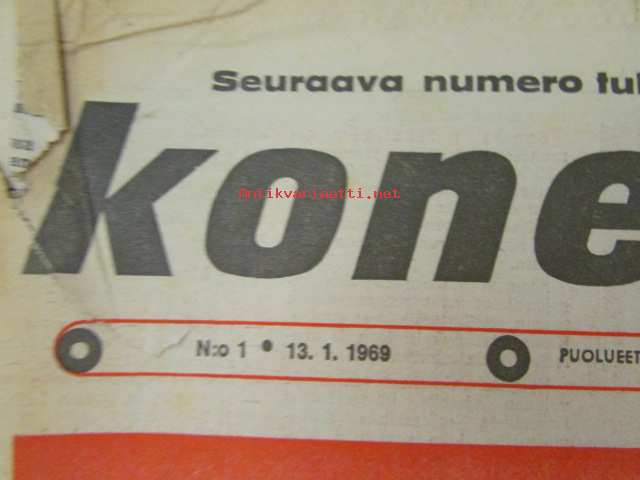 Seuraava numero tul
kone
Antikvariaatti.net
N:o 1 • 13. 1. 1969
PUOLUEET